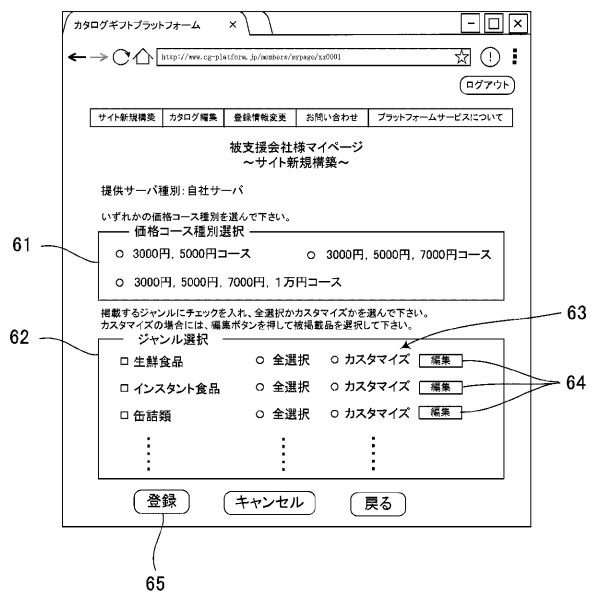 カタログギフトプラットフォーム ×
http://www.cg-platform.jp/members/mypage/xx0001
ログアウト
サイト新規構築 カタログ編集 登録情報変更 お問い合わせ プラットフォームサービスについて
被支援会社様マイページ
～サイト新規構築～
提供サーバ種別:自社サーバ
いずれかの価格コース種別を選んで下さい。
価格コース種別選択
61
3000円, 5000円コース 3000円, 5000円, 7000円コース
3000円, 5000円, 7000円, 1万円コース
掲載するジャンルにチェックを入れ、全選択かカスタマイズかを選んで下さい。
カスタマイズの場合には、編集ボタンを押して被掲載品を選択して下さい。
63
62
ジャンル選択
生鮮食品 全選択 カスタマイズ 編集
インスタント食品 全選択 カスタマイズ 編集
64
缶詰類 全選択 カスタマイズ 編集
登録 キャンセル 戻る
65